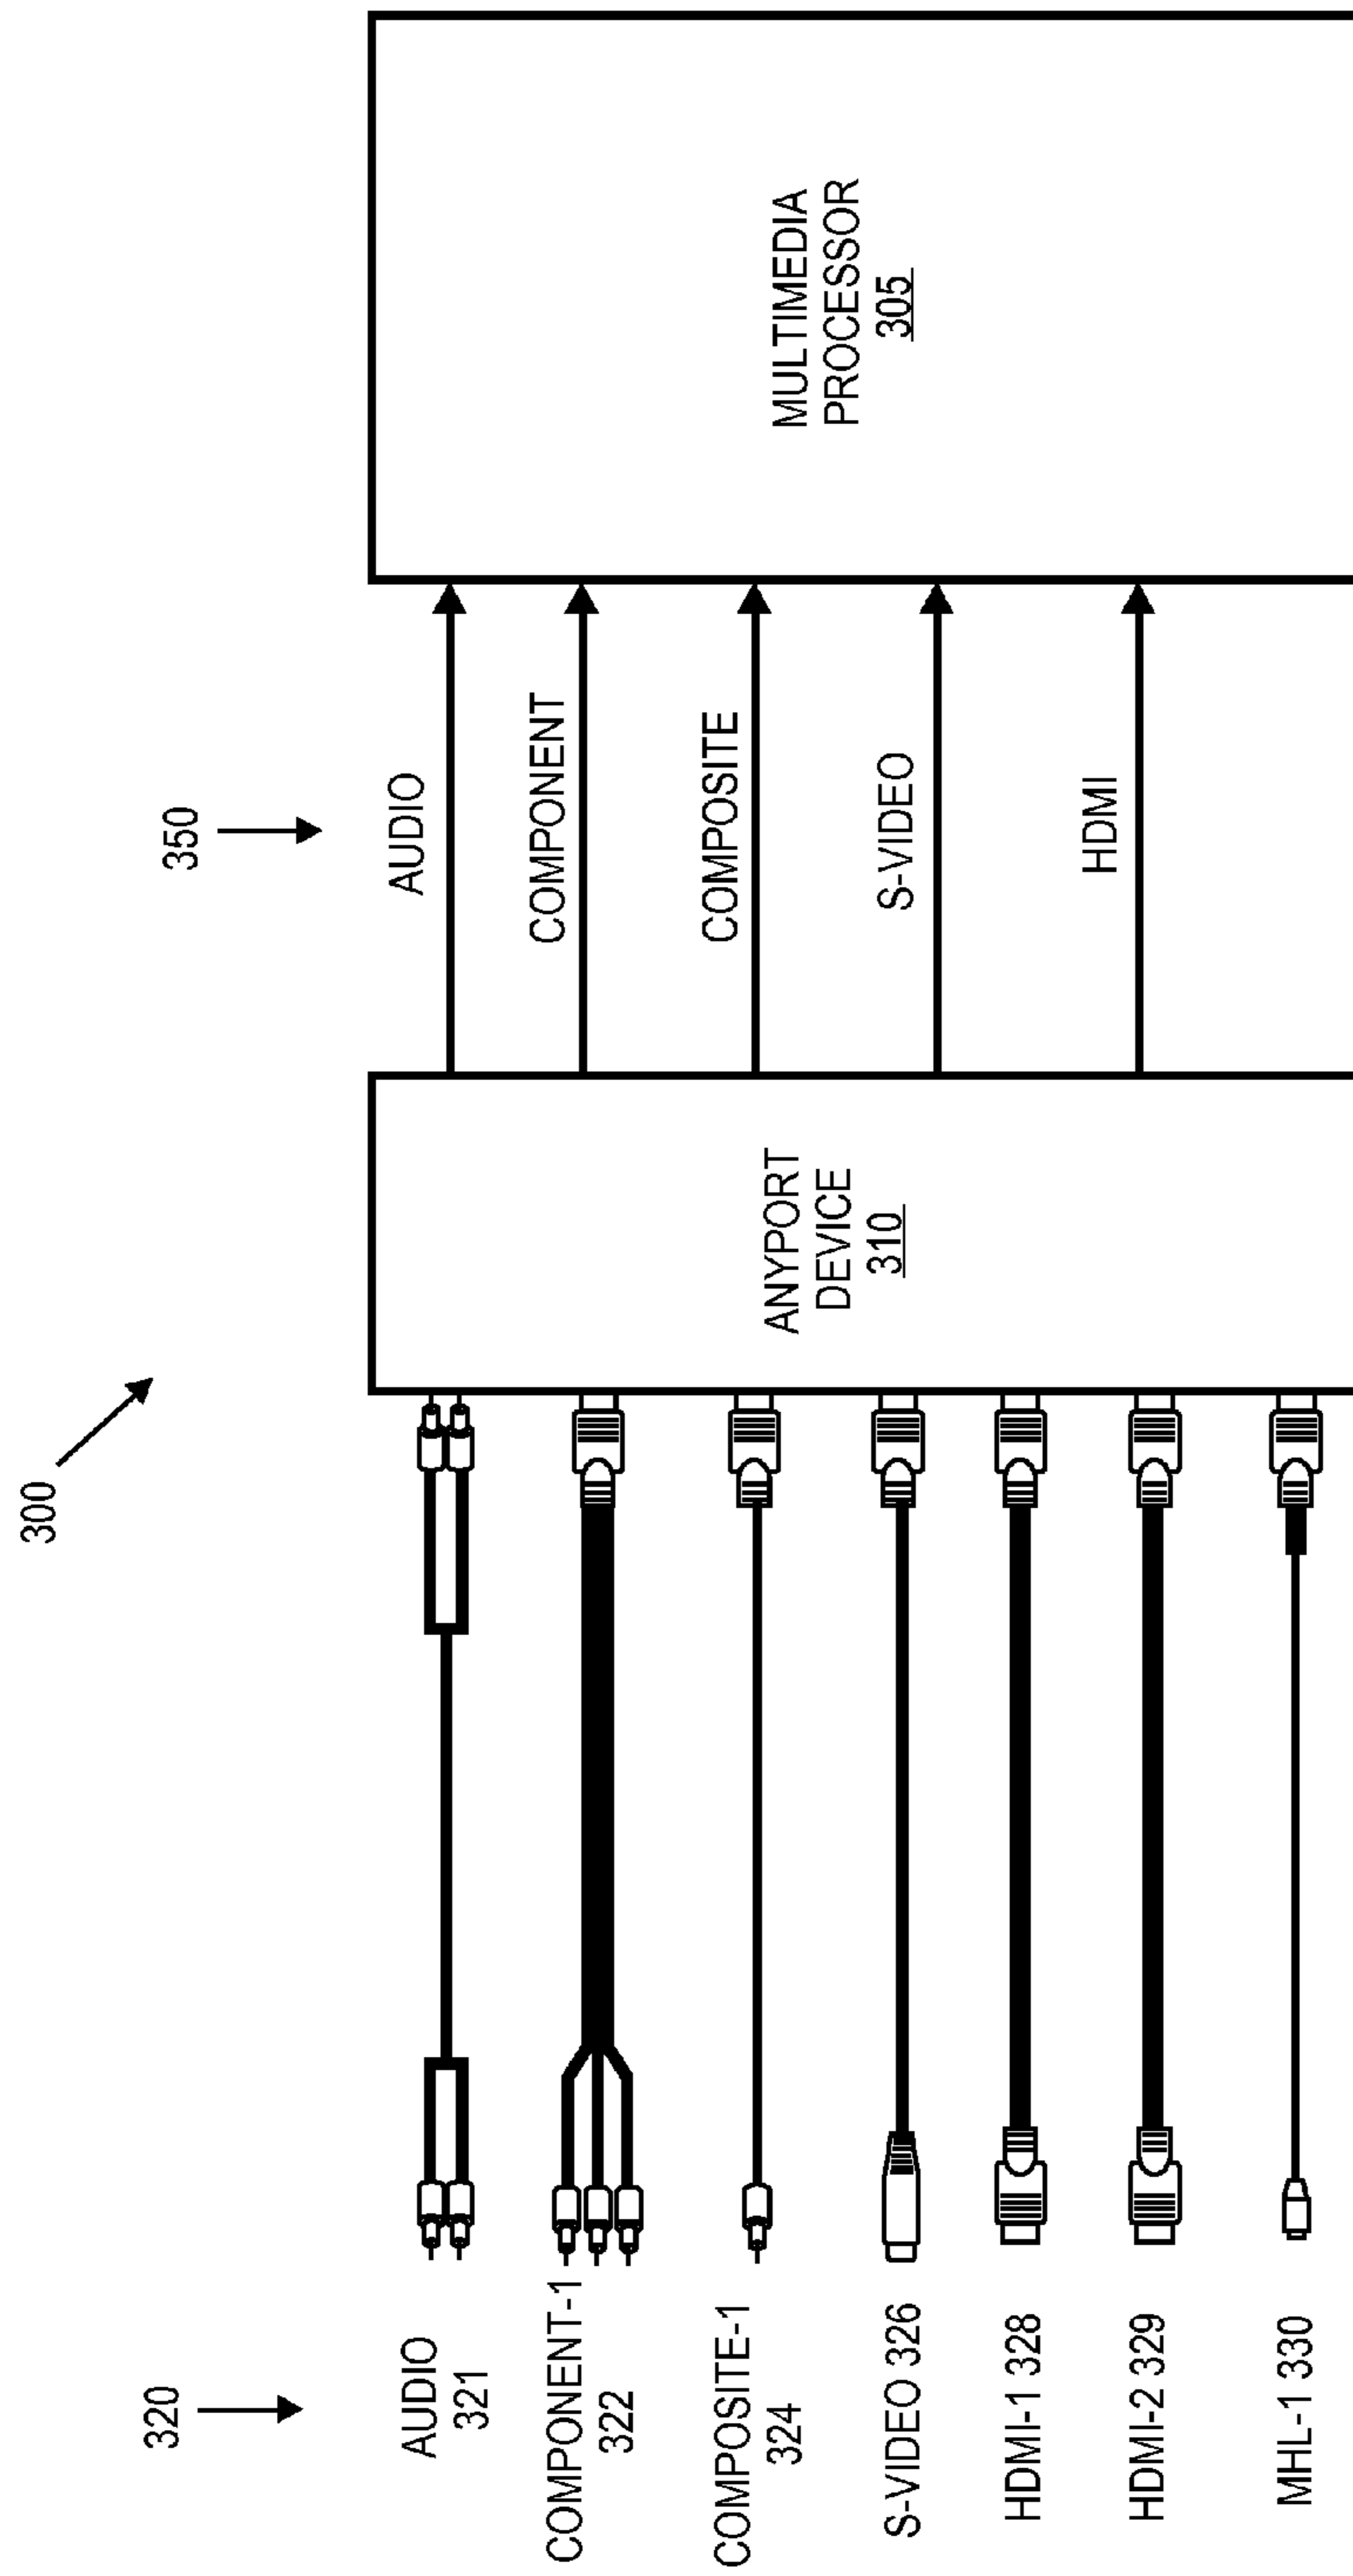 300
320
350
AUDIO
321
COMPONENT-1
322
COMPOSITE-1
324
S-VIDEO 326
HDMI-1 328
HDMI-2 329
MHL-1 330
ANYPORT
DEVICE
310
AUDIO
COMPONENT
COMPOSITE
S-VIDEO
HDMI
MULTIMEDIA
PROCESSOR
305